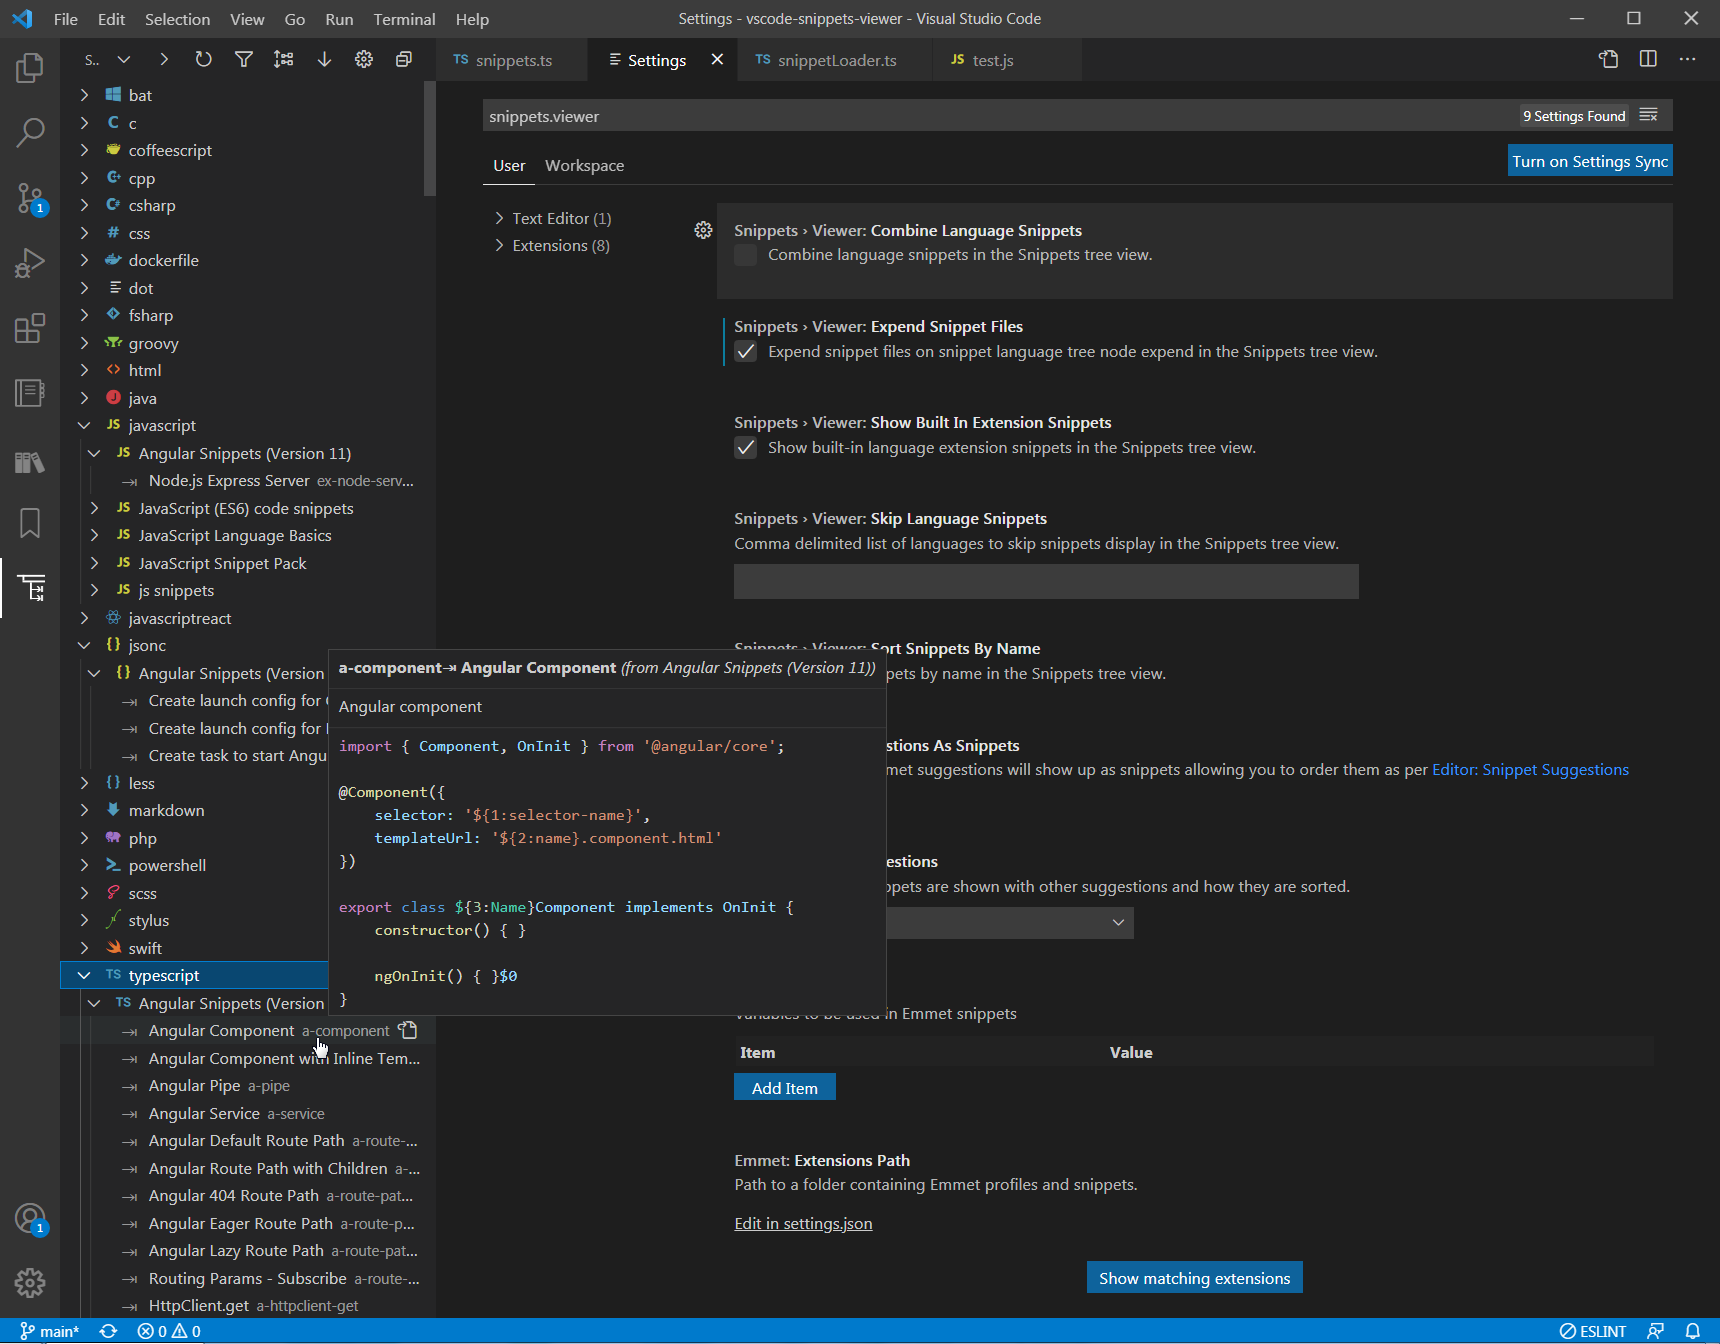 File Edit Selection View Go Run Terminal Help
Settings - vscode-snippets-viewer - Visual Studio Code
S..
TS snippets.ts
Settings
TS snippetLoader.ts
JS test.js
bat
C c
coffeescript
cpp
csharp
# css
dockerfile
dot
fsharp
groovy
html
java
JS javascript
JS Angular Snippets (Version 11)
Node.js Express Server ex-node-serv...
JS JavaScript (ES6) code snippets
JS JavaScript Language Basics
JS JavaScript Snippet Pack
JS js snippets
javascriptreact
{} jsonc
{} Angular Snippets (Version
Create launch config for
Create launch config for
Create task to start Angu
{} less
markdown
php
powershell
scss
stylus
swift
TS typescript
TS Angular Snippets (Version
Angular Component a-component
Angular Component with Inline Tem...
Angular Pipe a-pipe
Angular Service a-service
Angular Default Route Path a-route-...
Angular Route Path with Children a-...
Angular 404 Route Path a-route-pat...
Angular Eager Route Path a-route-p...
Angular Lazy Route Path a-route-pat...
Routing Params - Subscribe a-route-...
HttpClient.get a-httpclient-get
snippets.viewer
9 Settings Found
User Workspace
Turn on Settings Sync
Text Editor (1)
Extensions (8)
Snippets › Viewer: Combine Language Snippets
Combine language snippets in the Snippets tree view.
Snippets › Viewer: Expend Snippet Files
Expend snippet files on snippet language tree node expend in the Snippets tree view.
Snippets › Viewer: Show Built In Extension Snippets
Show built-in language extension snippets in the Snippets tree view.
Snippets › Viewer: Skip Language Snippets
Comma delimited list of languages to skip snippets display in the Snippets tree view.
Snippets › Viewer: Sort Snippets By Name
pets by name in the Snippets tree view.
stions As Snippets
met suggestions will show up as snippets allowing you to order them as per Editor: Snippet Suggestions
estions
ppets are shown with other suggestions and how they are sorted.
Variables to be used in Emmet snippets
Item Value
Add Item
Emmet: Extensions Path
Path to a folder containing Emmet profiles and snippets.
Edit in settings.json
Show matching extensions
a-component⇥ Angular Component (from Angular Snippets (Version 11))
Angular component
import { Component, OnInit } from '@angular/core';
@Component({
selector: '${1:selector-name}',
templateUrl: '${2:name}.component.html'
})
export class ${3:Name}Component implements OnInit {
constructor() { }
ngOnInit() { }$0
}
1
1
main*
0 0
ESLINT